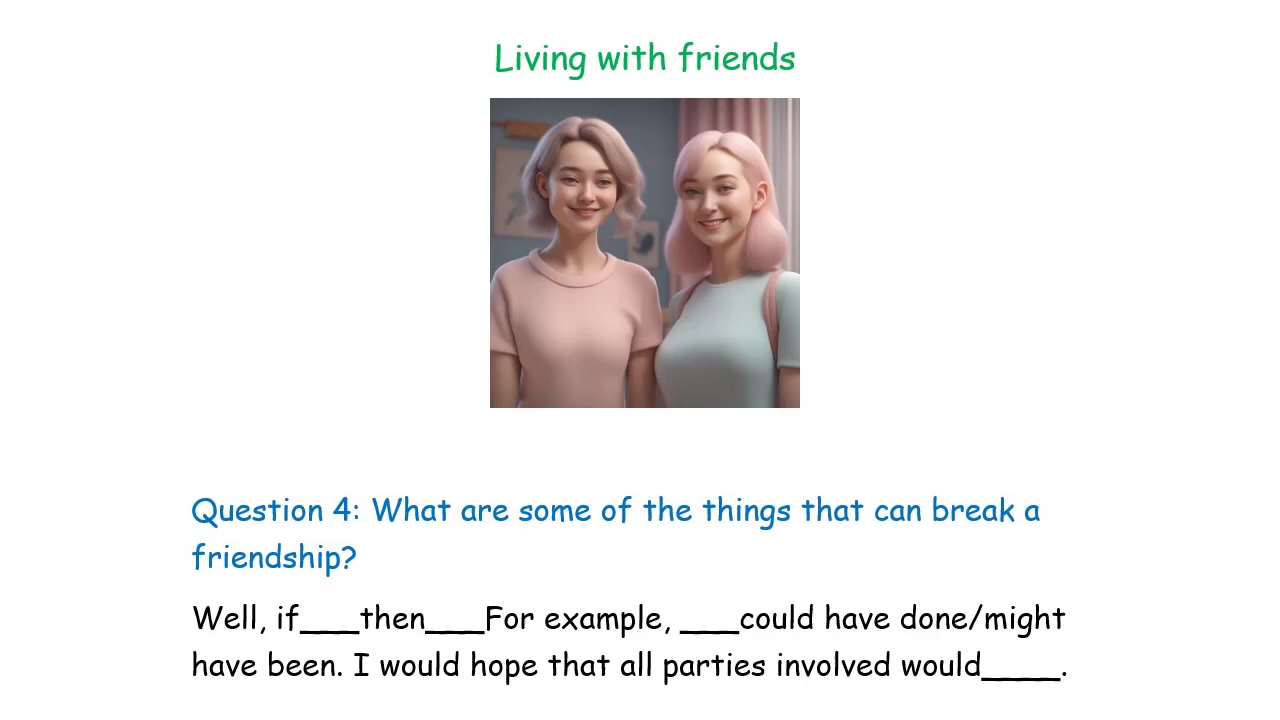 Living with friends
Question 4: What are some of the things that can break a
friendship?
Well, if___then___For example, ___could have done/might
have been. I would hope that all parties involved would____.